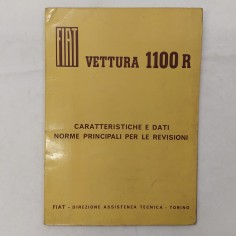 FIAT
VETTURA 1100 R
CARATTERISTICHE E DATI
NORME PRINCIPALI PER LE REVISIONI
FIAT - DIREZIONE ASSISTENZA TECNICA - TORINO